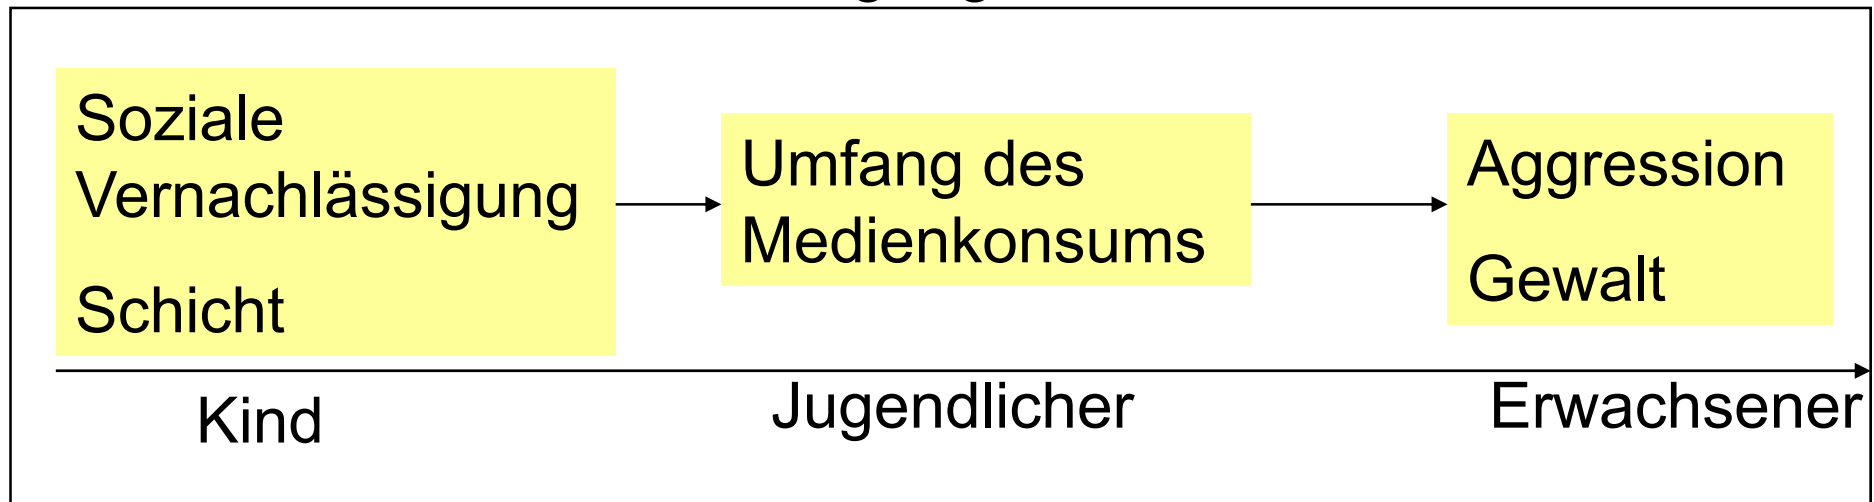 Soziale
Vernachlässigung
Schicht
Umfang des
Medienkonsums
Aggression
Gewalt
Kind
Jugendlicher
Erwachsener